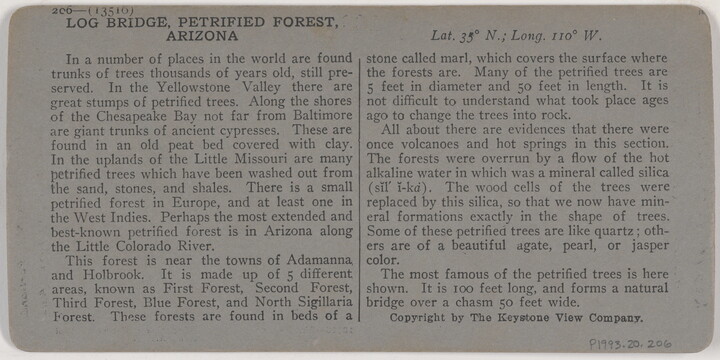 200—(13510)
LOG BRIDGE, PETRIFIED FOREST,
ARIZONA
In a number of places in the world are found
trunks of trees thousands of years old, still pre-
served. In the Yellowstone Valley there are
great stumps of petrified trees. Along the shores
of the Chesapeake Bay not far from Baltimore
are giant trunks of ancient cypresses. These are
found in an old peat bed covered with clay.
In the uplands of the Little Missouri are many
petrified trees which have been washed out from
the sand, stones, and shales. There is a small
petrified forest in Europe, and at least one in
the West Indies. Perhaps the most extended and
best-known petrified forest is in Arizona along
the Little Colorado River.
This forest is near the towns of Adamanna
and Holbrook. It is made up of 5 different
areas, known as First Forest, Second Forest,
Third Forest, Blue Forest, and North Sigillaria
Forest. These forests are found in beds of a
Lat. 35° N.; Long. 110° W.
stone called marl, which covers the surface where
the forests are. Many of the petrified trees are
5 feet in diameter and 50 feet in length. It is
not difficult to understand what took place ages
ago to change the trees into rock.
All about there are evidences that there were
once volcanoes and hot springs in this section.
The forests were overrun by a flow of the hot
alkaline water in which was a mineral called silica
(sĭl´ ĭ-kȧ). The wood cells of the trees were
replaced by this silica, so that we now have min-
eral formations exactly in the shape of trees.
Some of these petrified trees are like quartz; oth-
ers are of a beautiful agate, pearl, or jasper
color.
The most famous of the petrified trees is here
shown. It is 100 feet long, and forms a natural
bridge over a chasm 50 feet wide.
Copyright by The Keystone View Company.
P1993.20.206